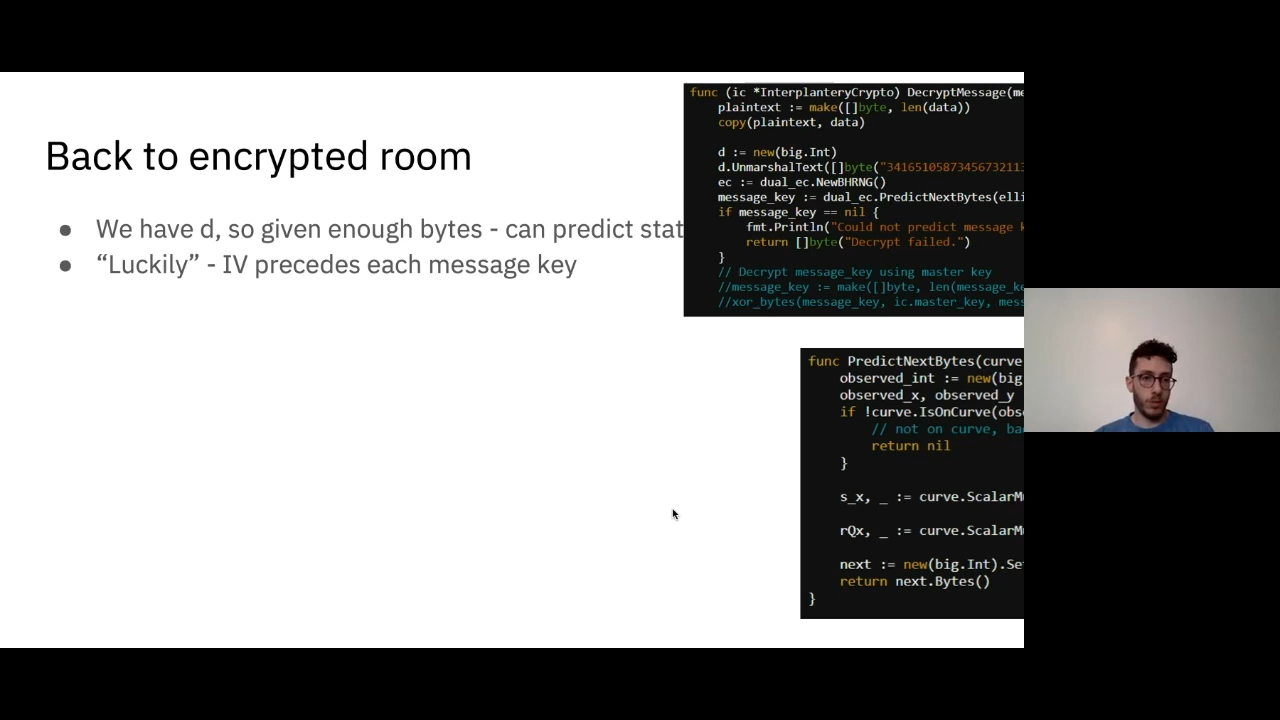 Back to encrypted room
● We have d, so given enough bytes - can predict stat
● “Luckily” - IV precedes each message key
func (ic *InterplanteryCrypto) DecryptMessage(me
plaintext := make([]byte, len(data))
copy(plaintext, data)
d := new(big.Int)
d.UnmarshalText([]byte("34165105873456732113
ec := dual_ec.NewBHRNG()
message_key := dual_ec.PredictNextBytes(elli
if message_key == nil {
fmt.Println("Could not predict message k
return []byte("Decrypt failed.")
}
// Decrypt message_key using master key
//message_key := make([]byte, len(message_ke
//xor_bytes(message_key, ic.master_key, mess
func PredictNextBytes(curve
observed_int := new(big
observed_x, observed_y
if !curve.IsOnCurve(obs
// not on curve, ba
return nil
}
s_x, _ := curve.ScalarMu
rQx, _ := curve.ScalarMu
next := new(big.Int).Se
return next.Bytes()
}